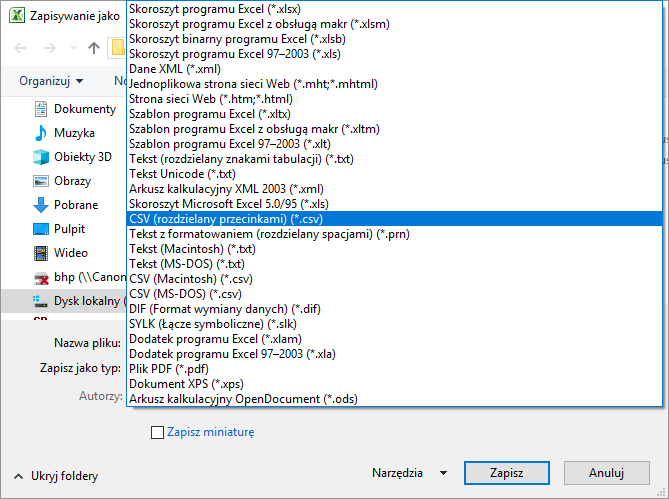 Zapisywanie jako
Skoroszyt programu Excel (*.xlsx)
Skoroszyt programu Excel z obsługą makr (*.xlsm)
Skoroszyt binarny programu Excel (*.xlsb)
Skoroszyt programu Excel 97–2003 (*.xls)
Dane XML (*.xml)
Jednoplikowa strona sieci Web (*.mht;*.mhtml)
Strona sieci Web (*.htm;*.html)
Szablon programu Excel (*.xltx)
Szablon programu Excel z obsługą makr (*.xltm)
Szablon programu Excel 97–2003 (*.xlt)
Tekst (rozdzielany znakami tabulacji) (*.txt)
Tekst Unicode (*.txt)
Arkusz kalkulacyjny XML 2003 (*.xml)
Skoroszyt Microsoft Excel 5.0/95 (*.xls)
CSV (rozdzielany przecinkami) (*.csv)
Tekst z formatowaniem (rozdzielany spacjami) (*.prn)
Tekst (Macintosh) (*.txt)
Tekst (MS-DOS) (*.txt)
CSV (Macintosh) (*.csv)
CSV (MS-DOS) (*.csv)
DIF (Format wymiany danych) (*.dif)
SYLK (Łącze symboliczne) (*.slk)
Dodatek programu Excel (*.xlam)
Dodatek programu Excel 97–2003 (*.xla)
Plik PDF (*.pdf)
Dokument XPS (*.xps)
Arkusz kalkulacyjny OpenDocument (*.ods)
Organizuj
No
Dokumenty
Muzyka
Obiekty 3D
Obrazy
Pobrane
Pulpit
Wideo
bhp (\\Canon
Dysk lokalny (
Nazwa pliku:
Zapisz jako typ:
Autorzy:
Zapisz miniaturę
Ukryj foldery
Narzędzia
Zapisz
Anuluj